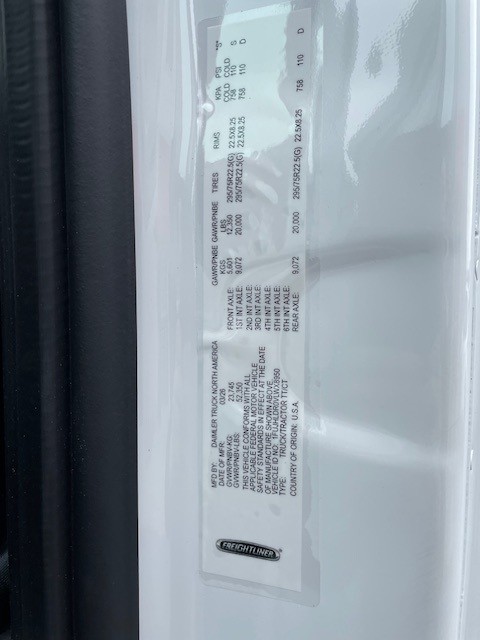 FREIGHTLINER
MFD BY: DAIMLER TRUCK NORTH AMERICA
DATE OF MFR: 03/26
GVWR/PNBV-KG: 23,746
GVWR/PNBV-LBS 52,350
THIS VEHICLE CONFORMS WITH ALL
APPLICABLE FEDERAL MOTOR VEHICLE
SAFETY STANDARDS IN EFFECT AT THE DATE
OF MANUFACTURE SHOWN ABOVE.
VEHICLE ID NO:
TYPE: TRUCK/TRACTOR TT/CT
COUNTRY OF ORIGIN: U.S.A.
GAWR/PNBE GAWR/PNBE TIRES RIMS KPA PSI *S*
KGS LBS COLD COLD
FRONT AXLE: 5,601 12,350 295/75R22.5(G) 22.5X8.25 758 110 S
1ST INT AXLE: 9,072 20,000 295/75R22.5(G) 22.5X8.25 758 110 D
2ND INT AXLE:
3RD INT AXLE:
4TH INT AXLE:
5TH INT AXLE:
6TH INT AXLE:
REAR AXLE: 9,072 20,000 295/75R22.5(G) 22.5X8.25 758 110 D